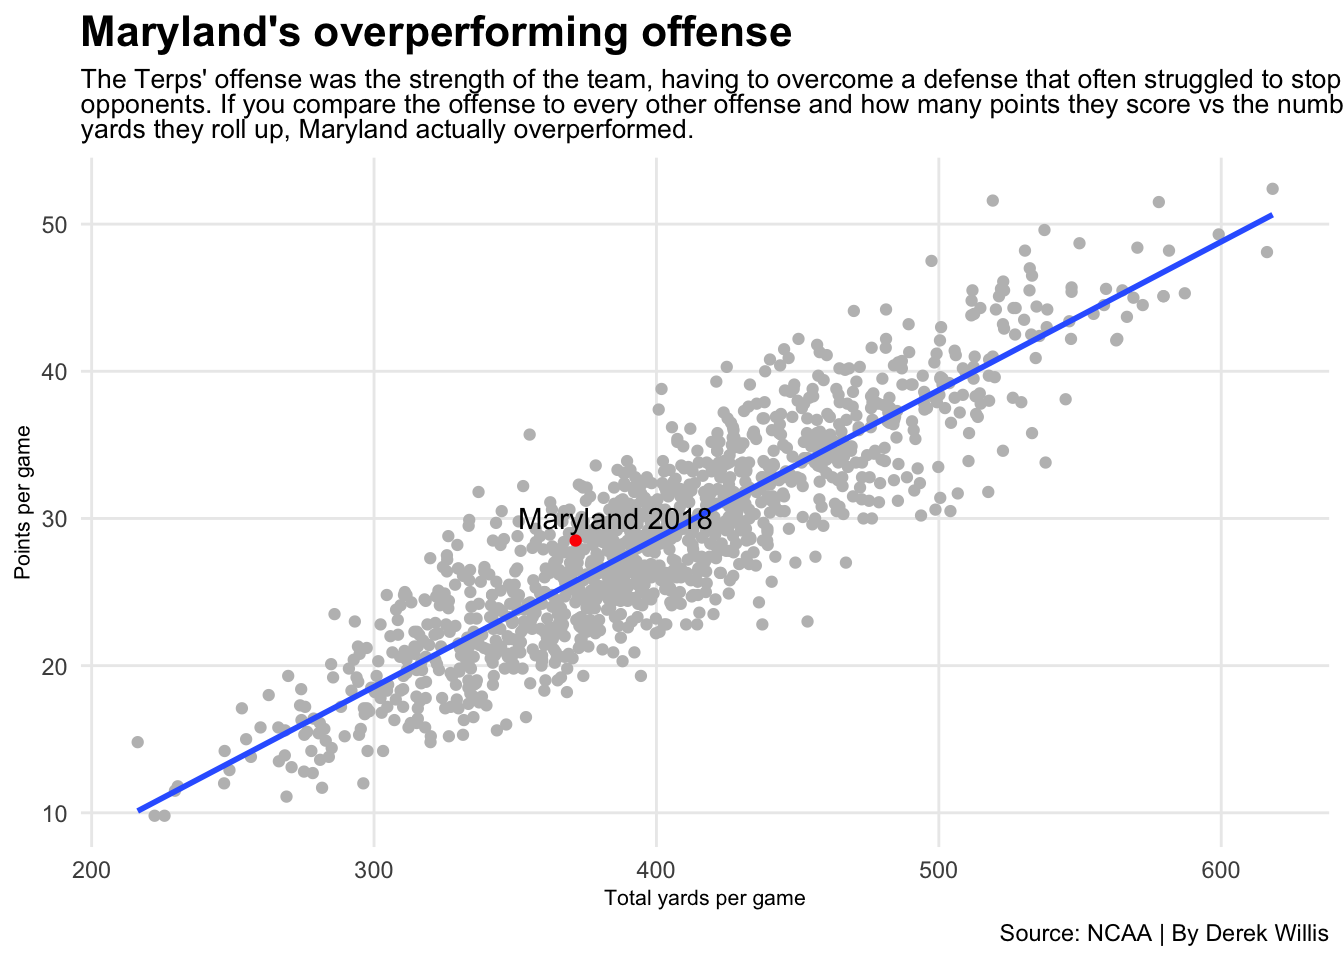 Maryland's overperforming offense
The Terps' offense was the strength of the team, having to overcome a defense that often struggled to stop
opponents. If you compare the offense to every other offense and how many points they score vs the numb
yards they roll up, Maryland actually overperformed.
50
40
30
20
10
Points per game
Maryland 2018
200 300 400 500 600
Total yards per game
Source: NCAA | By Derek Willis